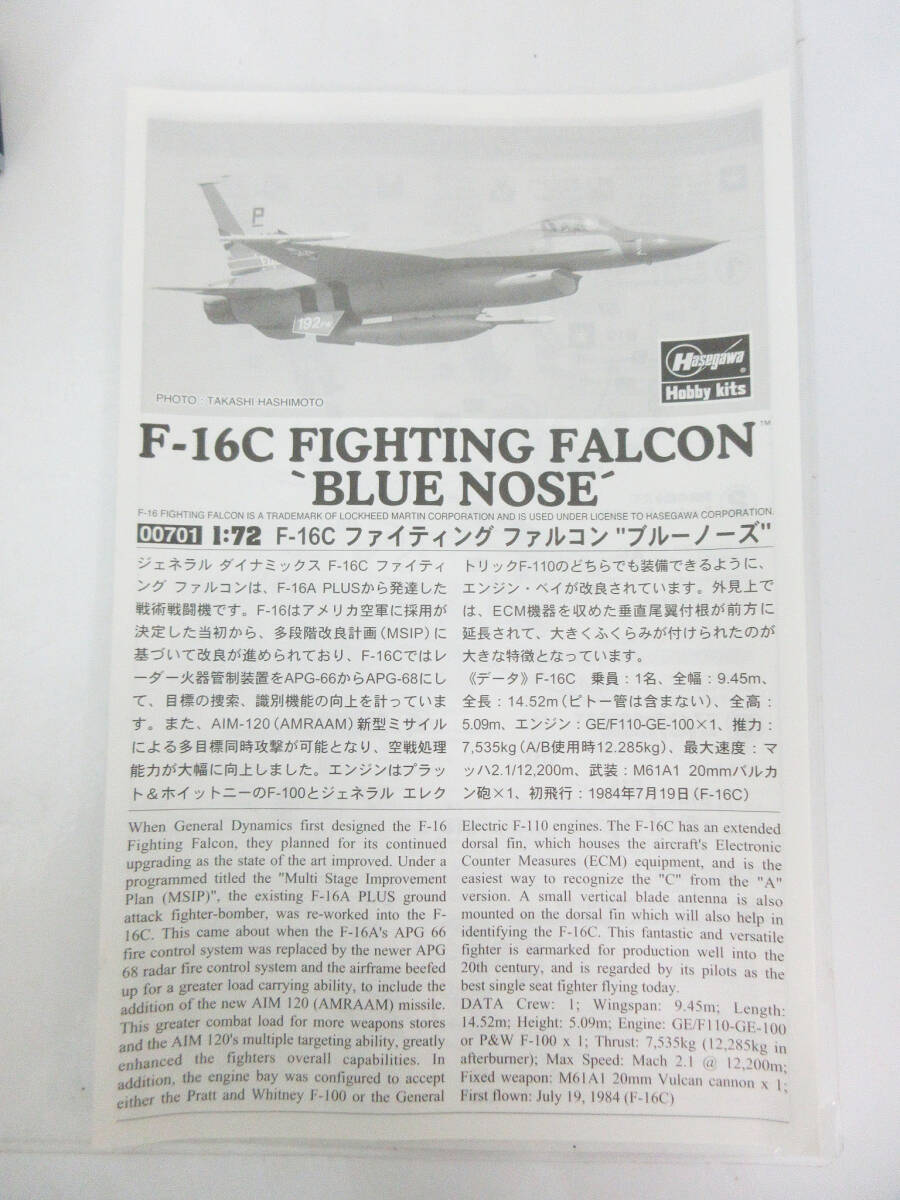 192FW
PHOTO : TAKASHI HASHIMOTO
Hasegawa
Hobby kits
F-16C FIGHTING FALCON™
`BLUE NOSE´
F-16 FIGHTING FALCON IS A TRADEMARK OF LOCKHEED MARTIN CORPORATION AND IS USED UNDER LICENSE TO HASEGAWA CORPORATION.
00701 1:72 F-16C ファイティング ファルコン "ブルーノーズ"
ジェネラル ダイナミックス F-16C ファイティ
ング ファルコンは、F-16A PLUSから発達した
戦術戦闘機です。F-16はアメリカ空軍に採用が
決定した当初から、多段階改良計画(MSIP)に
基づいて改良が進められており、F-16Cではレ
ーダー火器管制装置をAPG-66からAPG-68にし
て、目標の捜索、識別機能の向上を計っていま
す。また、AIM-120(AMRAAM)新型ミサイル
による多目標同時攻撃が可能となり、空戦処理
能力が大幅に向上しました。エンジンはプラッ
ト&ホイットニーのF-100とジェネラル エレク
トリックF-110のどちらでも装備できるように、
エンジン・ベイが改良されています。外見上で
は、ECM機器を収めた垂直尾翼付根が前方に
延長されて、大きくふくらみが付けられたのが
大きな特徴となっています。
《データ》F-16C 乗員:1名、全幅:9.45m、
全長:14.52m(ピトー管は含まない)、全高:
5.09m、エンジン:GE/F110-GE-100×1、推力:
7,535kg(A/B使用時12.285kg)、最大速度:マ
ッハ2.1/12,200m、武装:M61A1 20mmバルカ
ン砲×1、初飛行:1984年7月19日(F-16C)
When General Dynamics first designed the F-16
Fighting Falcon, they planned for its continued
upgrading as the state of the art improved. Under a
programmed titled the "Multi Stage Improvement
Plan (MSIP)", the existing F-16A PLUS ground
attack fighter-bomber, was re-worked into the F-
16C. This came about when the F-16A's APG 66
fire control system was replaced by the newer APG
68 radar fire control system and the airframe beefed
up for a greater load carrying ability, to include the
addition of the new AIM 120 (AMRAAM) missile.
This greater combat load for more weapons stores
and the AIM 120's multiple targeting ability, greatly
enhanced the fighters overall capabilities. In
addition, the engine bay was configured to accept
either the Pratt and Whitney F-100 or the General
Electric F-110 engines. The F-16C has an extended
dorsal fin, which houses the aircraft's Electronic
Counter Measures (ECM) equipment, and is the
easiest way to recognize the "C" from the "A"
version. A small vertical blade antenna is also
mounted on the dorsal fin which will also help in
identifying the F-16C. This fantastic and versatile
fighter is earmarked for production well into the
20th century, and is regarded by its pilots as the
best single seat fighter flying today.
DATA Crew: 1; Wingspan: 9.45m; Length:
14.52m; Height: 5.09m; Engine: GE/F110-GE-100
or P&W F-100 x 1; Thrust: 7,535kg (12,285kg in
afterburner); Max Speed: Mach 2.1 @ 12,200m;
Fixed weapon: M61A1 20mm Vulcan cannon x 1;
First flown: July 19, 1984 (F-16C)